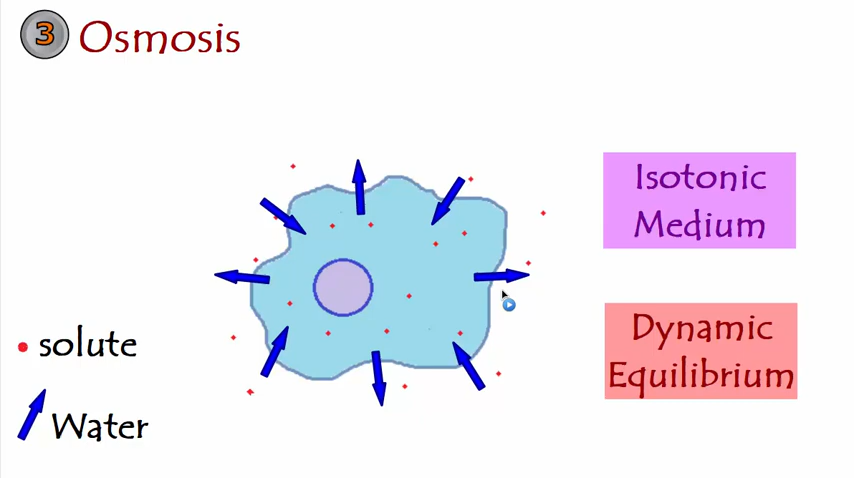 3 Osmosis
Isotonic
Medium
Dynamic
Equilibrium
solute
Water